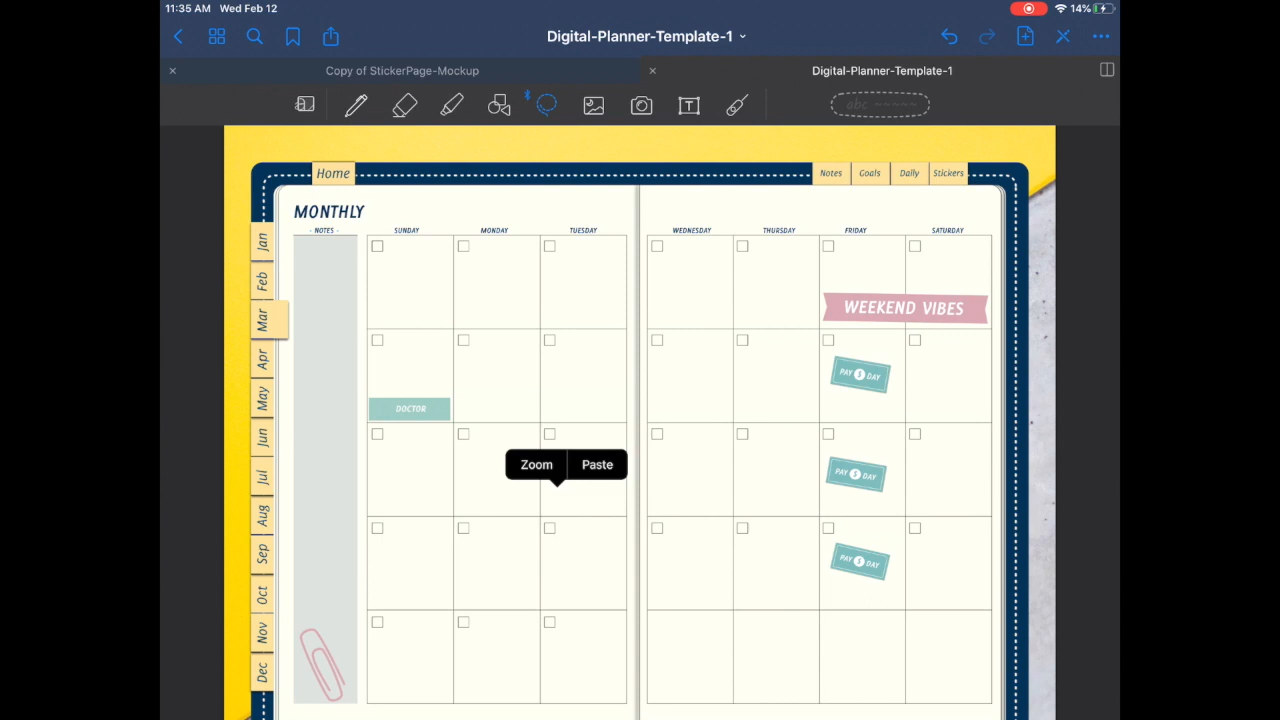 11:35 AM Wed Feb 12 14%
Digital-Planner-Template-1
Copy of StickerPage-Mockup Digital-Planner-Template-1
T abc
Home Notes Goals Daily Stickers
MONTHLY
- NOTES - SUNDAY MONDAY TUESDAY WEDNESDAY THURSDAY FRIDAY SATURDAY
Jan
Feb
Mar
Apr
May
Jun
Jul
Aug
Sep
Oct
Nov
Dec
WEEKEND VIBES
PAY $ DAY
DOCTOR
Zoom Paste
PAY $ DAY
PAY $ DAY